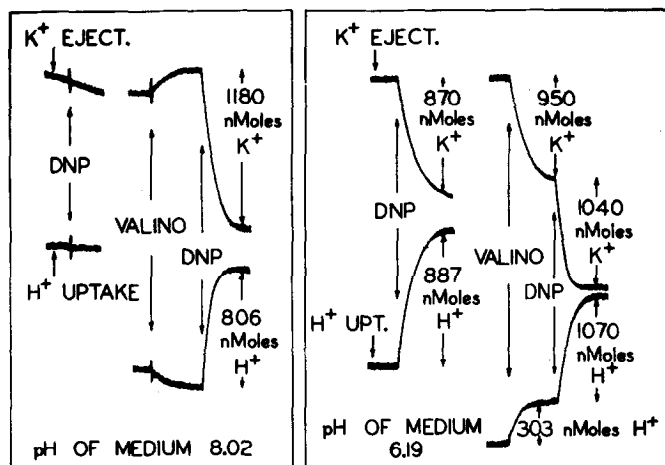 K+ EJECT.
DNP
H+ UPTAKE
VALINO
DNP
1180
nMoles
K+
806
nMoles
H+
pH OF MEDIUM 8.02
K+ EJECT.
DNP
H+ UPT.
870
nMoles
K+
887
nMoles
H+
VALINO
DNP
950
nMoles
K+
1040
nMoles
K+
1070
nMoles
H+
303 nMoles H+
pH OF MEDIUM
6.19